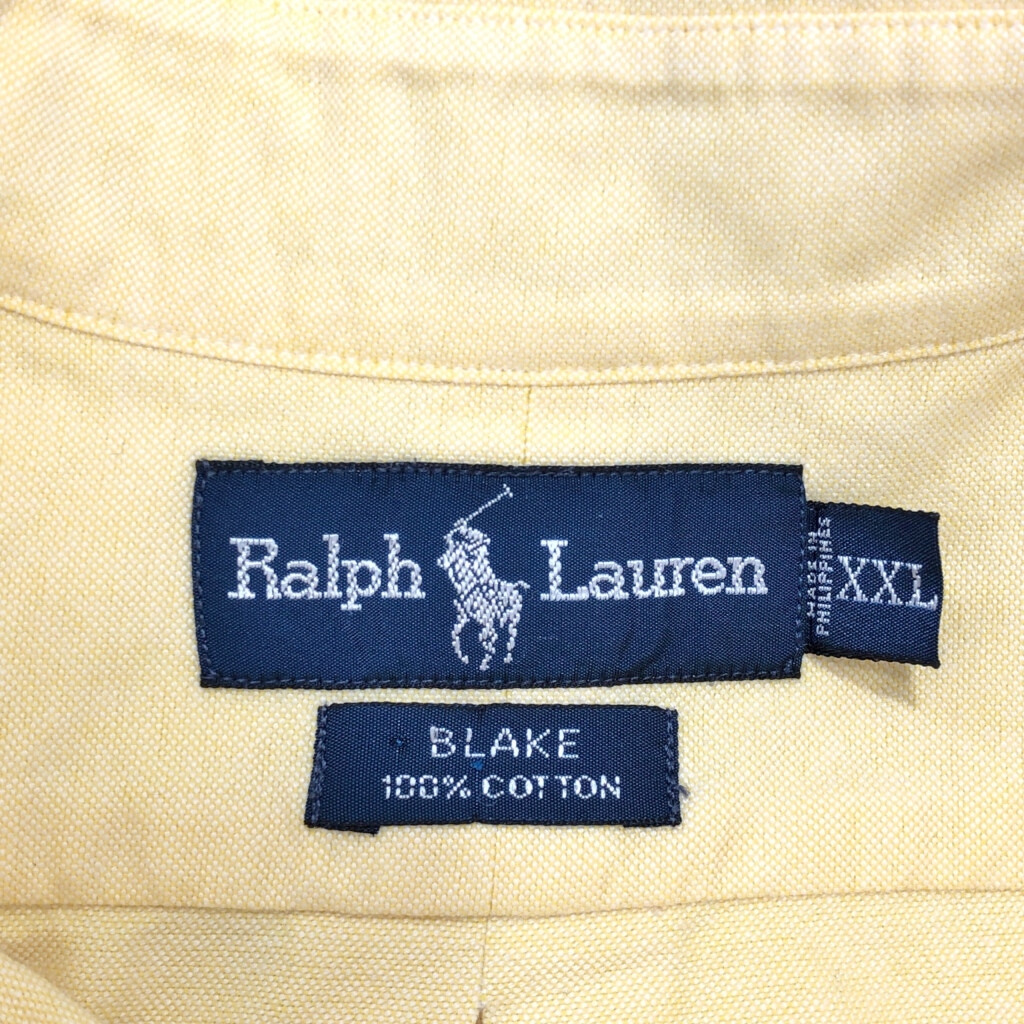 Ralph Lauren
MADE IN
PHILIPPINES
XXL
BLAKE
100% COTTON